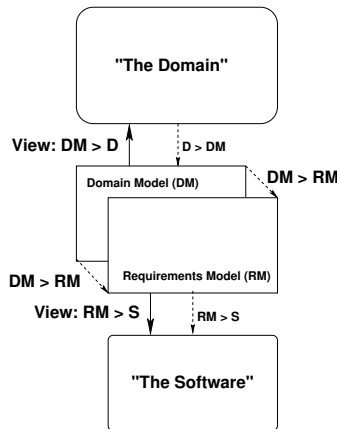 "The Domain"
View: DM > D
D > DM
Domain Model (DM)
DM > RM
DM > RM
Requirements Model (RM)
View: RM > S
RM > S
"The Software"